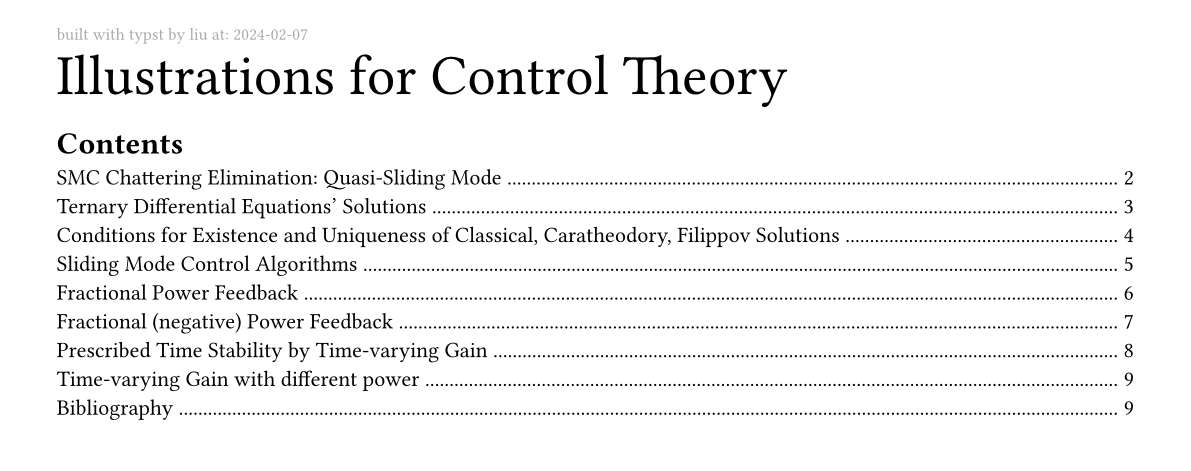 built with typst by liu at: 2024-02-07
Illustrations for Control Theory
Contents
SMC Chattering Elimination: Quasi-Sliding Mode ........ 2
Ternary Differential Equations’ Solutions ........ 3
Conditions for Existence and Uniqueness of Classical, Caratheodory, Filippov Solutions ........ 4
Sliding Mode Control Algorithms ........ 5
Fractional Power Feedback ........ 6
Fractional (negative) Power Feedback ........ 7
Prescribed Time Stability by Time-varying Gain ........ 8
Time-varying Gain with different power ........ 9
Bibliography ........ 9